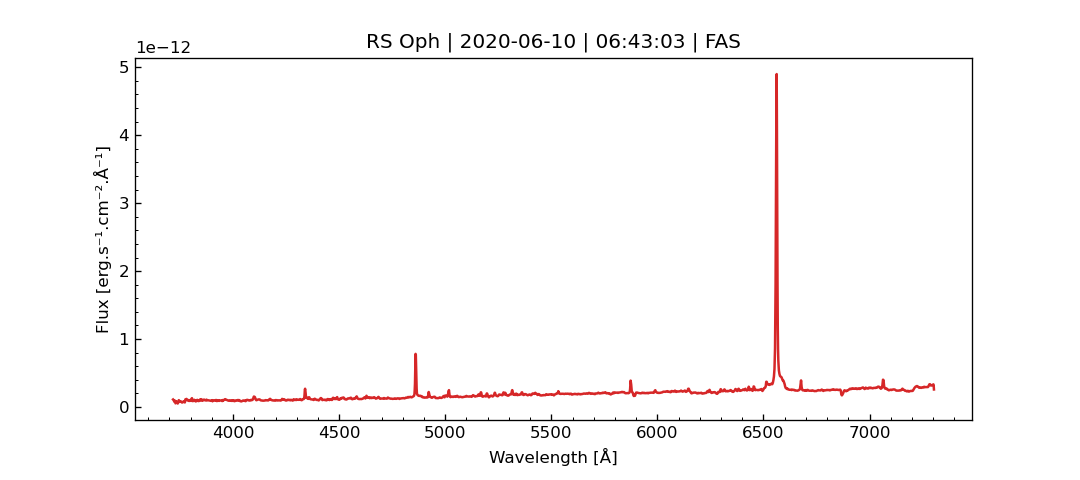 RS Oph | 2020-06-10 | 06:43:03 | FAS
1e−12
5
4
3
2
1
0
Flux [erg.s⁻¹.cm⁻².Å⁻¹]
4000 4500 5000 5500 6000 6500 7000
Wavelength [Å]